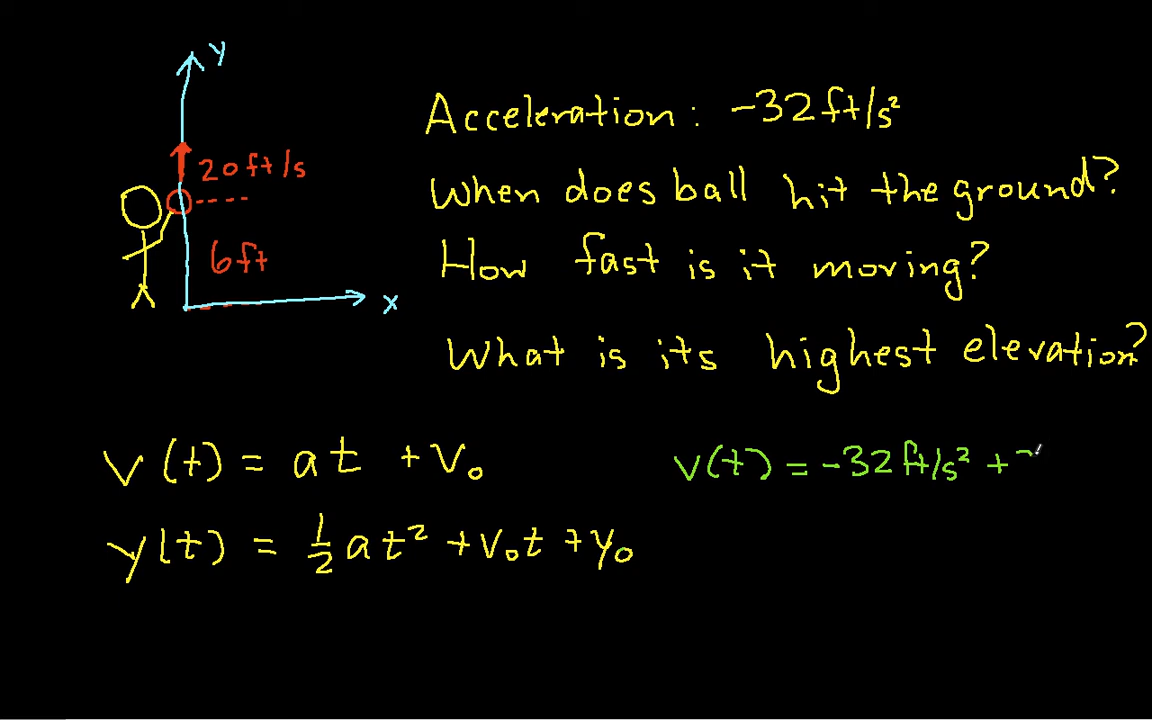 y
20ft/s
6ft
x
Acceleration: -32ft/s²
When does ball hit the ground?
How fast is it moving?
What is its highest elevation?
v(t) = at + v₀
y(t) = ½at² + v₀t + y₀
v(t) = -32ft/s² +